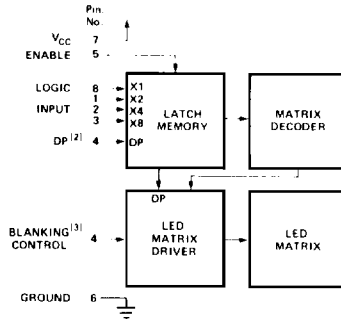 Pin
No.
VCC 7
ENABLE 5
LOGIC 8 X1
1 X2
INPUT 2 X4
3 X8
DP[2] 4 DP
LATCH
MEMORY
MATRIX
DECODER
DP
BLANKING[3]
CONTROL 4
LED
MATRIX
DRIVER
LED
MATRIX
GROUND 6